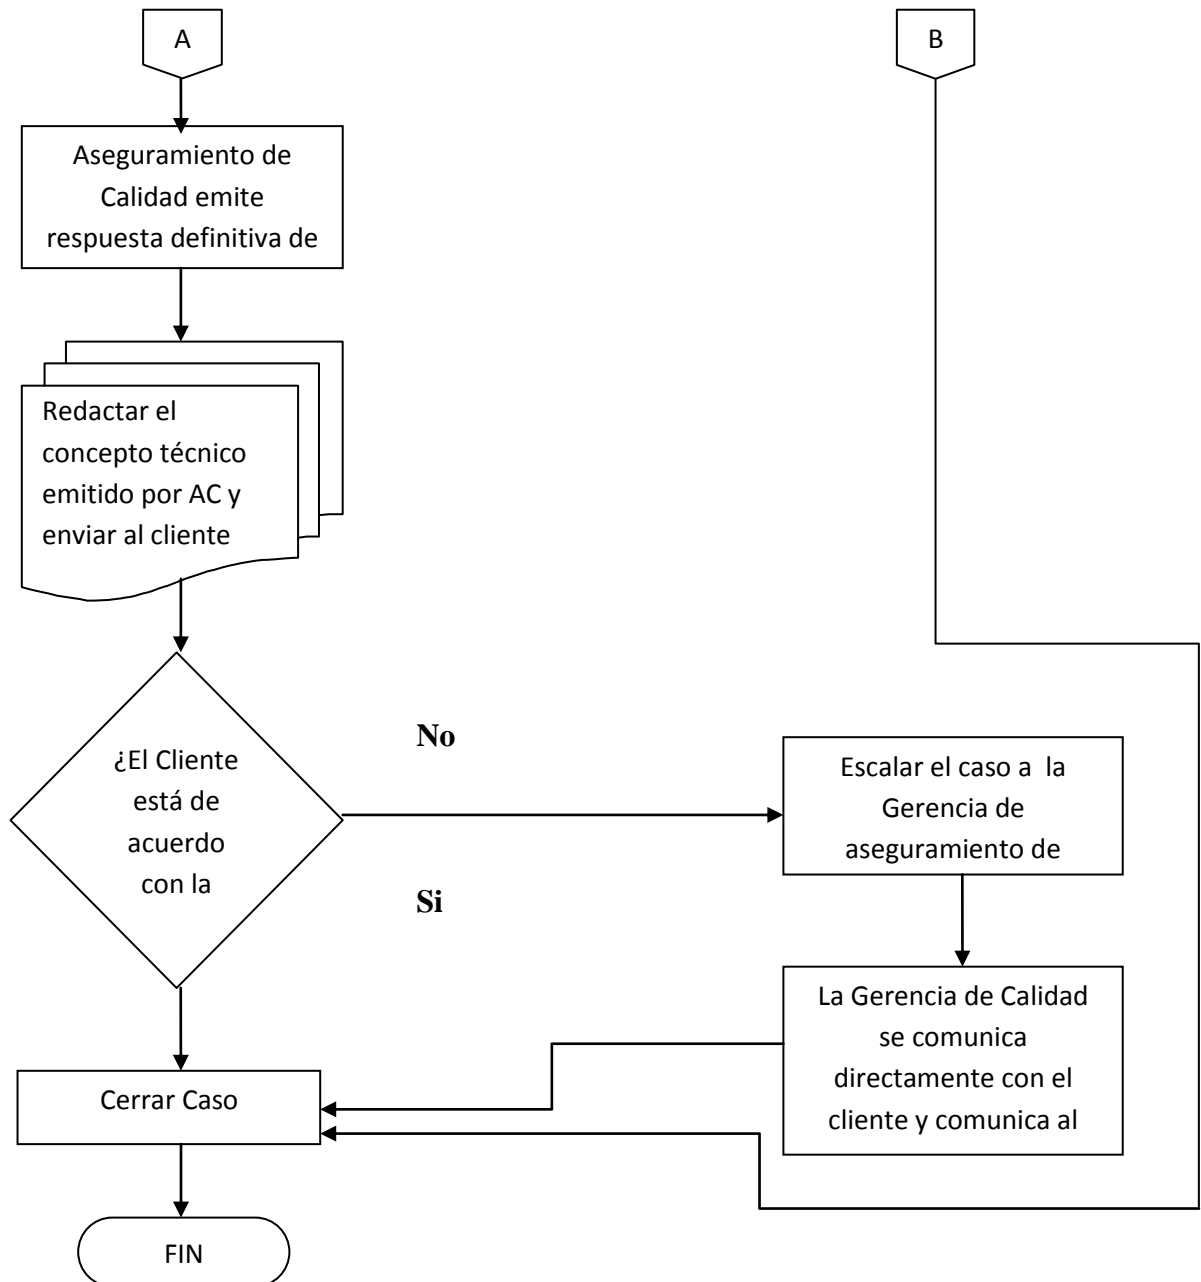 A
B
Aseguramiento de
Calidad emite
respuesta definitiva de
Redactar el
concepto técnico
emitido por AC y
enviar al cliente
¿El Cliente
está de
acuerdo
con la
No
Si
Escalar el caso a  la
Gerencia de
aseguramiento de
La Gerencia de Calidad
se comunica
directamente con el
cliente y comunica al
Cerrar Caso
FIN